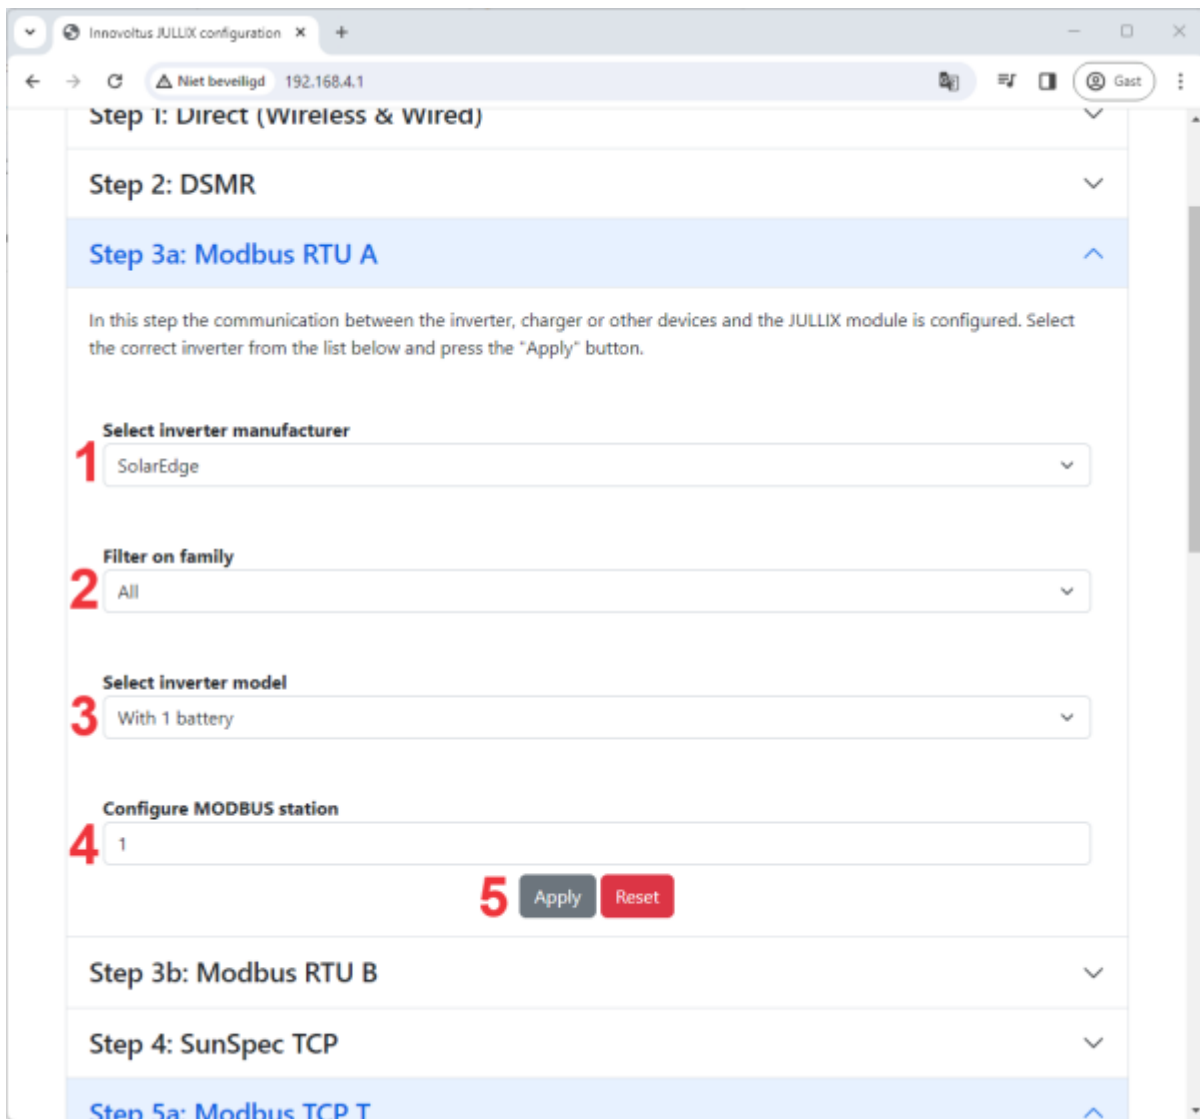 Innovoltus JULLIX configuration
Niet beveiligd 192.168.4.1 Gast
Step 1: Direct (Wireless & Wired)
Step 2: DSMR
Step 3a: Modbus RTU A
In this step the communication between the inverter, charger or other devices and the JULLIX module is configured. Select
the correct inverter from the list below and press the "Apply" button.
Select inverter manufacturer
1 SolarEdge
Filter on family
2 All
Select inverter model
3 With 1 battery
Configure MODBUS station
4 1
5 Apply Reset
Step 3b: Modbus RTU B
Step 4: SunSpec TCP
Step 5a: Modbus TCP T